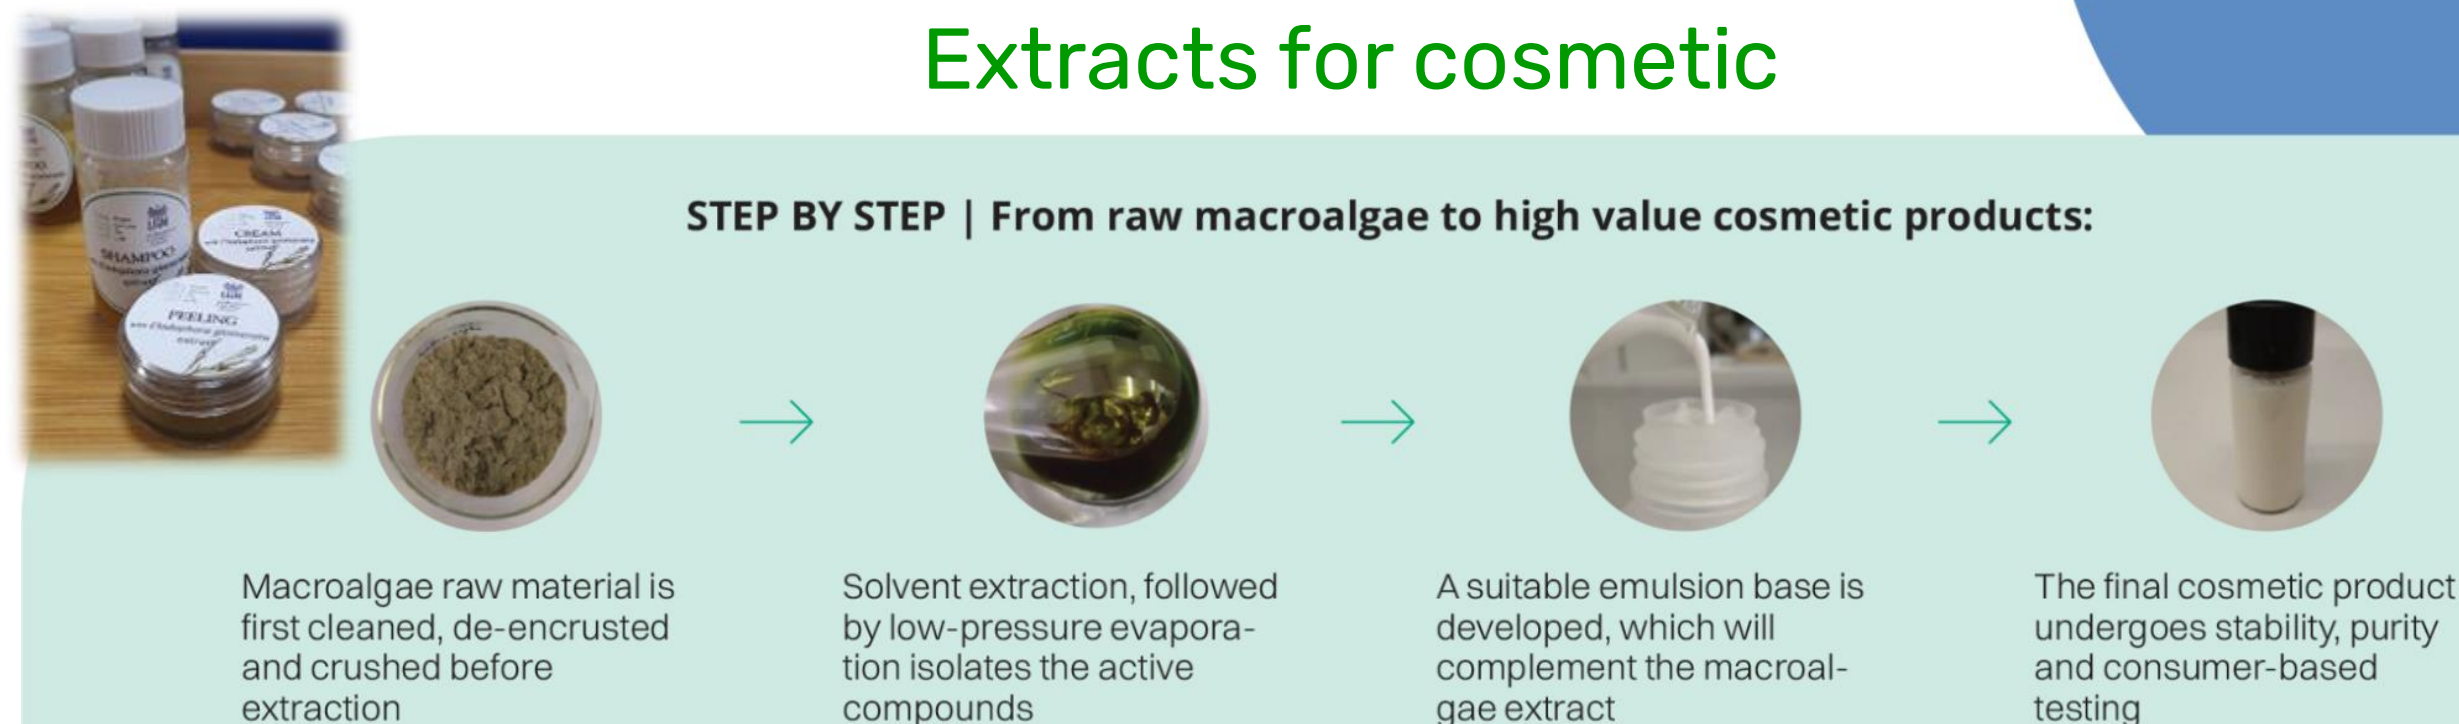 Extracts for cosmetic
STEP BY STEP | From raw macroalgae to high value cosmetic products:
SHAMPOO
CREAM
PEELING
extract
Macroalgae raw material is
first cleaned, de-encrusted
and crushed before
extraction
Solvent extraction, followed
by low-pressure evapora-
tion isolates the active
compounds
A suitable emulsion base is
developed, which will
complement the macroal-
gae extract
The final cosmetic product
undergoes stability, purity
and consumer-based
testing